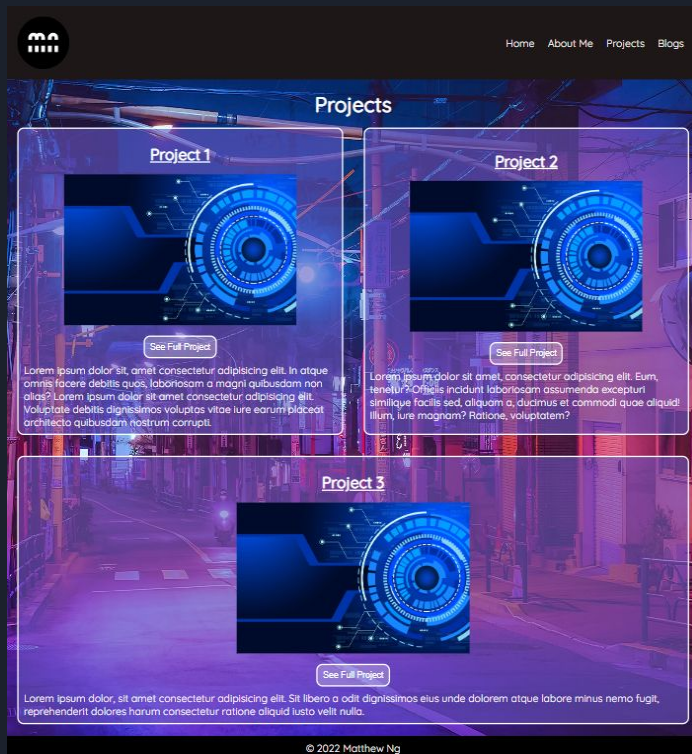 mn
Home About Me Projects Blogs
Projects
Project 1
See Full Project
Lorem ipsum dolor sit, amet consectetur adipisicing elit. In atque
omnis facere debitis quos, laboriosam a magni quibusdam non
alias? Lorem ipsum dolor sit amet consectetur adipisicing elit.
Voluptate debitis dignissimos voluptas vitae iure earum placeat
architecto quibusdam nostrum corrupti.
Project 2
See Full Project
Lorem ipsum dolor sit amet, consectetur adipisicing elit. Eum,
tenetur? Officiis incidunt laboriosam assumenda excepturi
similique facilis sed, aliquam a, ducimus et commodi quae aliquid!
Illum, iure magnam? Ratione, voluptatem?
Project 3
See Full Project
Lorem ipsum dolor, sit amet consectetur adipisicing elit. Sit libero a odit dignissimos eius unde dolorem atque labore minus nemo fugit,
reprehenderit dolores harum consectetur ratione aliquid iusto velit nulla.
© 2022 Matthew Ng